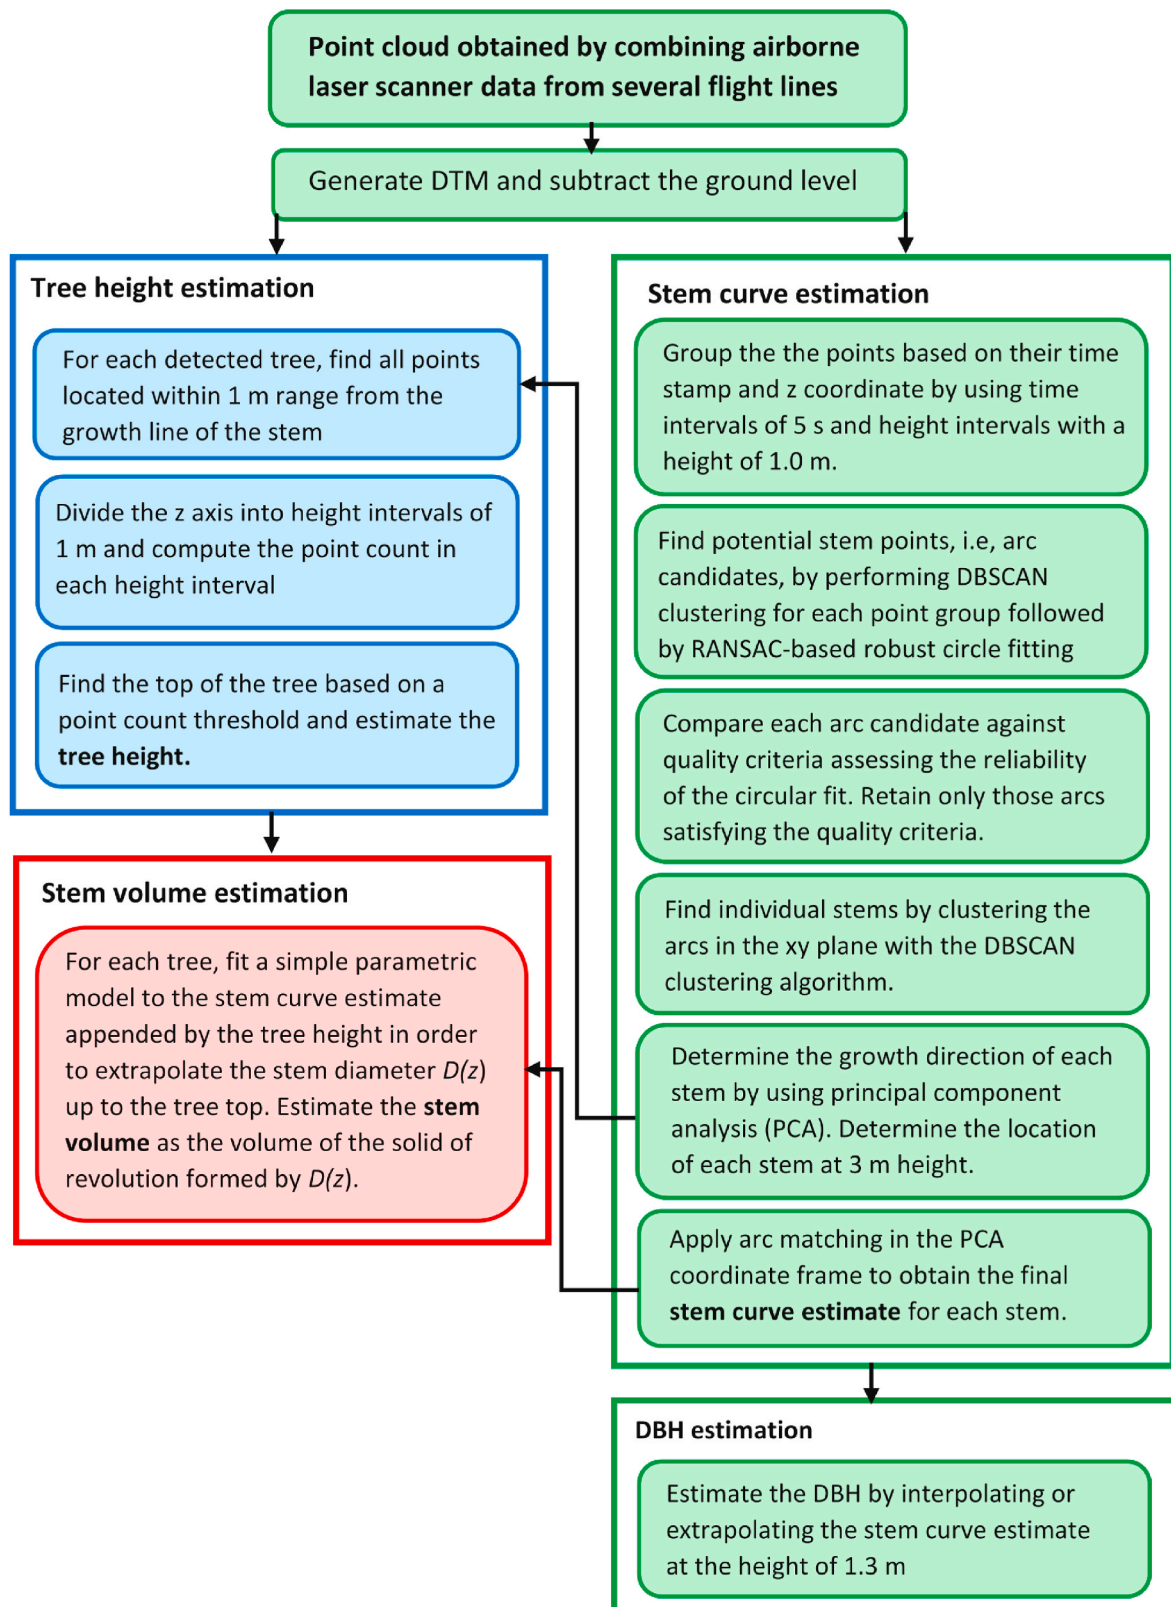 Point cloud obtained by combining airborne
laser scanner data from several flight lines
Generate DTM and subtract the ground level
Tree height estimation
For each detected tree, find all points
located within 1 m range from the
growth line of the stem
Divide the z axis into height intervals of
1 m and compute the point count in
each height interval
Find the top of the tree based on a
point count threshold and estimate the
tree height.
Stem volume estimation
For each tree, fit a simple parametric
model to the stem curve estimate
appended by the tree height in order
to extrapolate the stem diameter D(z)
up to the tree top. Estimate the stem
volume as the volume of the solid of
revolution formed by D(z).
Stem curve estimation
Group the the points based on their time
stamp and z coordinate by using time
intervals of 5 s and height intervals with a
height of 1.0 m.
Find potential stem points, i.e, arc
candidates, by performing DBSCAN
clustering for each point group followed
by RANSAC-based robust circle fitting
Compare each arc candidate against
quality criteria assessing the reliability
of the circular fit. Retain only those arcs
satisfying the quality criteria.
Find individual stems by clustering the
arcs in the xy plane with the DBSCAN
clustering algorithm.
Determine the growth direction of each
stem by using principal component
analysis (PCA). Determine the location
of each stem at 3 m height.
Apply arc matching in the PCA
coordinate frame to obtain the final
stem curve estimate for each stem.
DBH estimation
Estimate the DBH by interpolating or
extrapolating the stem curve estimate
at the height of 1.3 m